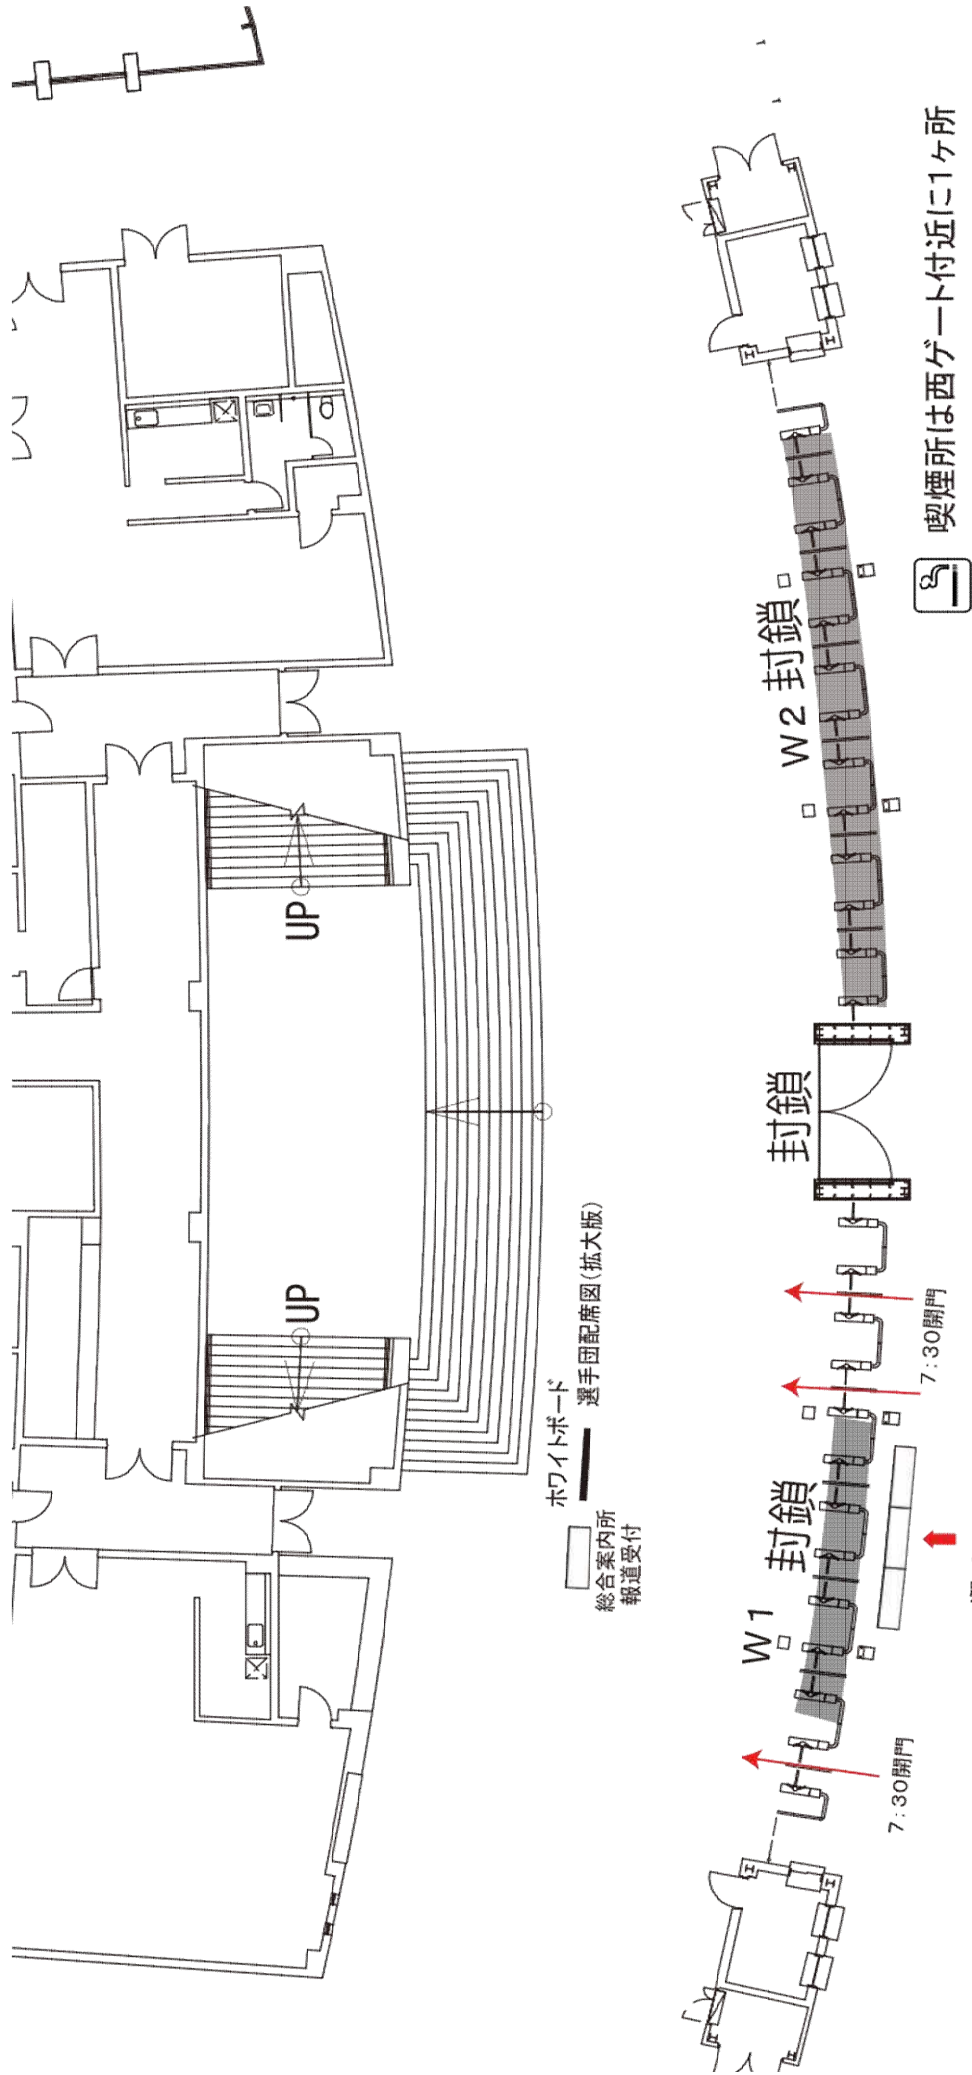 UP
UP
ホワイトボード
選手団配席図(拡大版)
総合案内所
報道受付
W1
封鎖
封鎖
W2 封鎖
7:30開門
7:30開門
喫煙所は西ゲート付近に1ヶ所